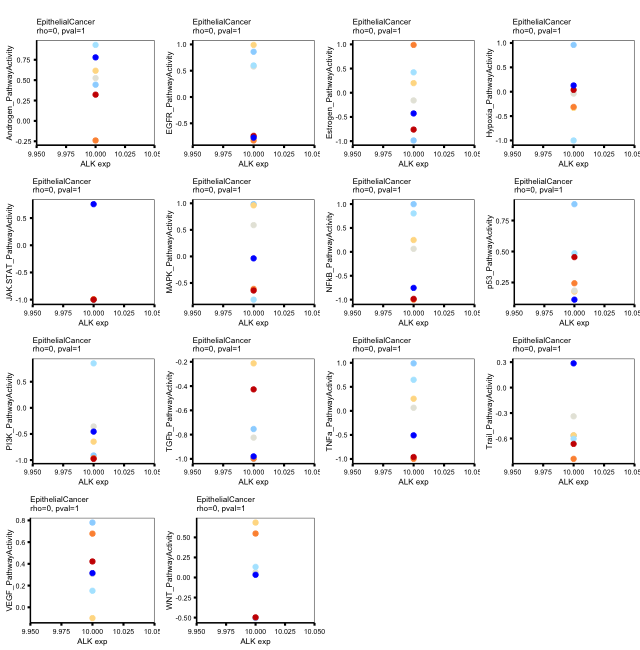 EpithelialCancer
rho=0, pval=1
Androgen_PathwayActivity
0.75
0.50
0.25
0.00
-0.25
9.950 9.975 10.000 10.025 10.05
ALK exp
EpithelialCancer
rho=0, pval=1
EGFR_PathwayActivity
1.0
0.5
0.0
-0.5
9.950 9.975 10.000 10.025 10.05
ALK exp
EpithelialCancer
rho=0, pval=1
Estrogen_PathwayActivity
1.0
0.5
0.0
-0.5
-1.0
9.950 9.975 10.000 10.025 10.05
ALK exp
EpithelialCancer
rho=0, pval=1
Hypoxia_PathwayActivity
1.0
0.5
0.0
-0.5
-1.0
9.950 9.975 10.000 10.025 10.05
ALK exp
EpithelialCancer
rho=0, pval=1
JAK.STAT_PathwayActivity
0.5
0.0
-0.5
-1.0
9.950 9.975 10.000 10.025 10.05
ALK exp
EpithelialCancer
rho=0, pval=1
MAPK_PathwayActivity
1.0
0.5
0.0
-0.5
-1.0
9.950 9.975 10.000 10.025 10.05
ALK exp
EpithelialCancer
rho=0, pval=1
NFkB_PathwayActivity
1.0
0.5
0.0
-0.5
-1.0
9.950 9.975 10.000 10.025 10.05
ALK exp
EpithelialCancer
rho=0, pval=1
p53_PathwayActivity
0.75
0.50
0.25
9.950 9.975 10.000 10.025 10.05
ALK exp
EpithelialCancer
rho=0, pval=1
PI3K_PathwayActivity
0.5
0.0
-0.5
-1.0
9.950 9.975 10.000 10.025 10.05
ALK exp
EpithelialCancer
rho=0, pval=1
TGFb_PathwayActivity
-0.2
-0.4
-0.6
-0.8
-1.0
9.950 9.975 10.000 10.025 10.05
ALK exp
EpithelialCancer
rho=0, pval=1
TNFa_PathwayActivity
1.0
0.5
0.0
-0.5
-1.0
9.950 9.975 10.000 10.025 10.05
ALK exp
EpithelialCancer
rho=0, pval=1
Trail_PathwayActivity
0.3
0.0
-0.3
-0.6
9.950 9.975 10.000 10.025 10.05
ALK exp
EpithelialCancer
rho=0, pval=1
VEGF_PathwayActivity
0.8
0.6
0.4
0.2
0.0
9.950 9.975 10.000 10.025 10.05
ALK exp
EpithelialCancer
rho=0, pval=1
WNT_PathwayActivity
0.50
0.25
0.00
-0.25
-0.50
9.950 9.975 10.000 10.025 10.050
ALK exp